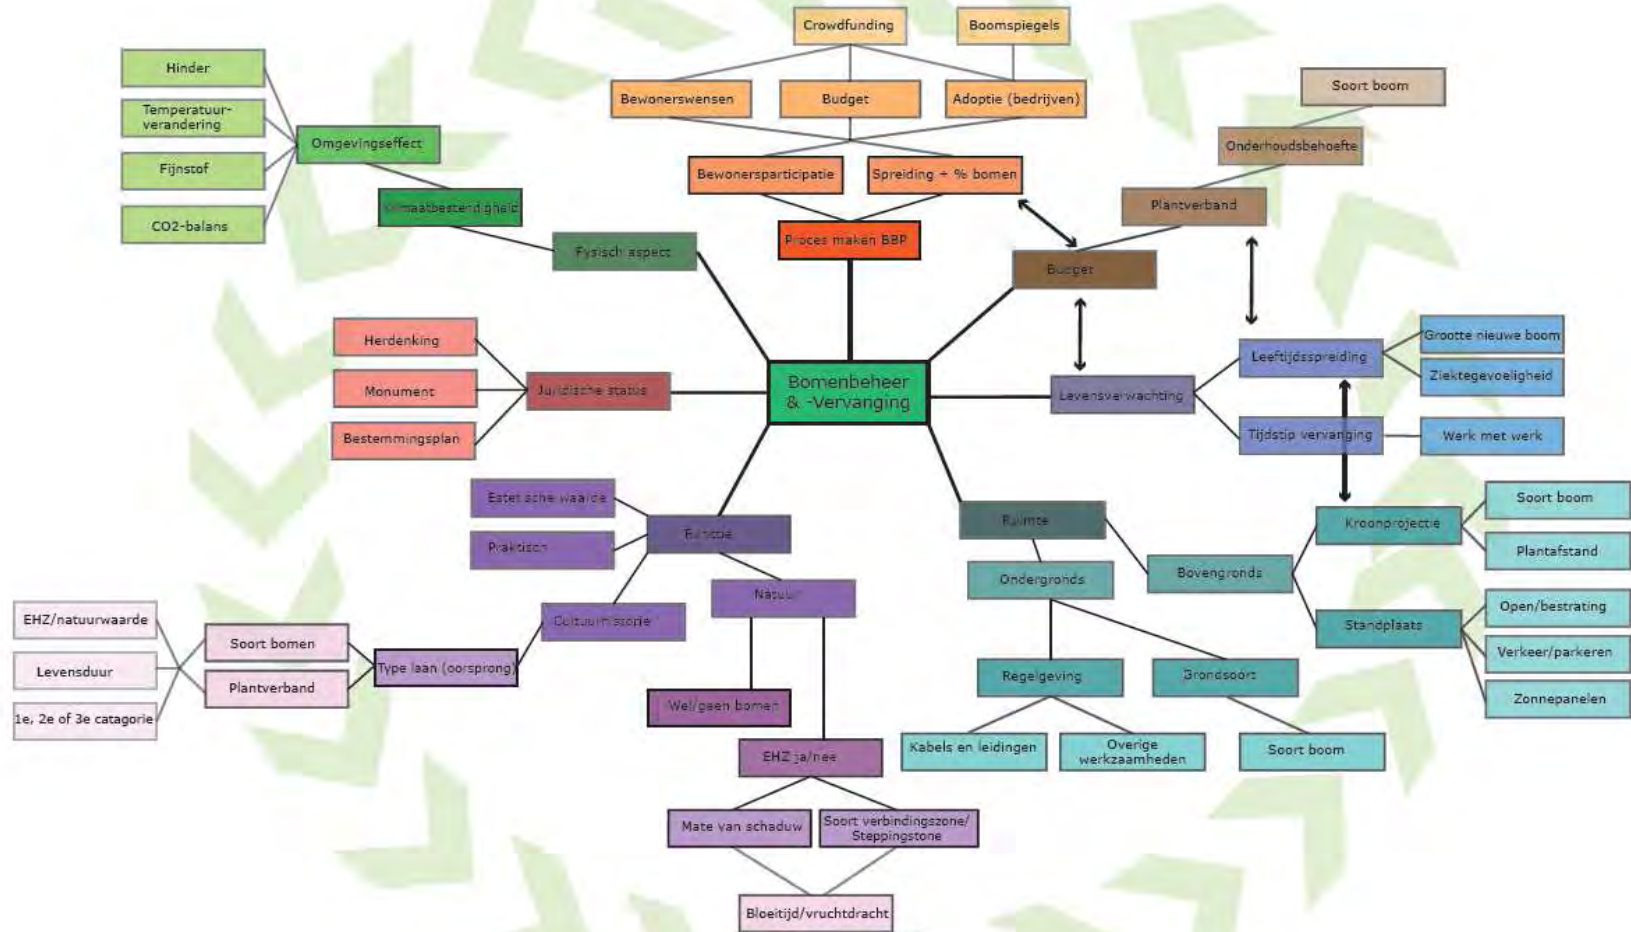 Crowdfunding
Boomspiegels
Bewonerswensen
Budget
Adoptie (bedrijven)
Bewonersparticipatie
Spreiding + % bomen
Proces maken BBP
Hinder
Temperatuur-
verandering
Fijnstof
CO2-balans
Omgevingseffect
Klimaatbestendigheid
Fysisch aspect
Soort boom
Onderhoudsbehoefte
Plantverband
Budget
Herdenking
Monument
Bestemmingsplan
Juridische status
Bomenbeheer
& -Vervanging
Levensverwachting
Leeftijdsspreiding
Tijdstip vervanging
Grootte nieuwe boom
Ziektegevoeligheid
Werk met werk
Estetische waarde
Praktisch
Functie
Natuur
Cultuurhistorie
Type laan (oorsprong)
Soort bomen
Plantverband
EHZ/natuurwaarde
Levensduur
1e, 2e of 3e catagorie
Wel/geen bomen
EHZ ja/nee
Mate van schaduw
Soort verbindingszone/
Steppingstone
Bloeitijd/vruchtdracht
Ruimte
Ondergronds
Bovengronds
Regelgeving
Grondsoort
Kabels en leidingen
Overige
werkzaamheden
Soort boom
Kroonprojectie
Standplaats
Soort boom
Plantafstand
Open/bestrating
Verkeer/parkeren
Zonnepanelen